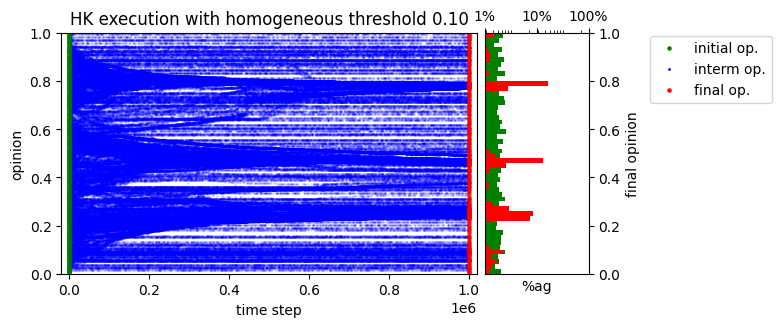 HK execution with homogeneous threshold 0.10
1% 10% 100%
initial op.
interm op.
final op.
opinion
1.0
0.8
0.6
0.4
0.2
0.0
0.0 0.2 0.4 0.6 0.8 1.0
1e6
time step
%ag
1.0
0.8
0.6
0.4
0.2
0.0
final opinion